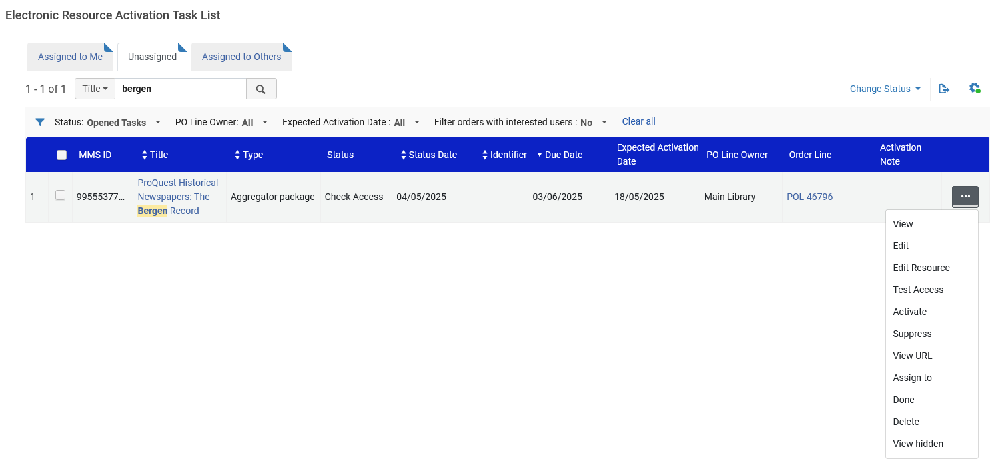 Electronic Resource Activation Task List
Assigned to Me
Unassigned
Assigned to Others
1 - 1 of 1
Title
bergen
Change Status
Status: Opened Tasks
PO Line Owner: All
Expected Activation Date : All
Filter orders with interested users : No
Clear all
MMS ID
Title
Type
Status
Status Date
Identifier
Due Date
Expected Activation
Date
PO Line Owner
Order Line
Activation
Note
1
99555377...
ProQuest Historical
Newspapers: The
Bergen Record
Aggregator package
Check Access
04/05/2025
-
03/06/2025
18/05/2025
Main Library
POL-46796
-
View
Edit
Edit Resource
Test Access
Activate
Suppress
View URL
Assign to
Done
Delete
View hidden